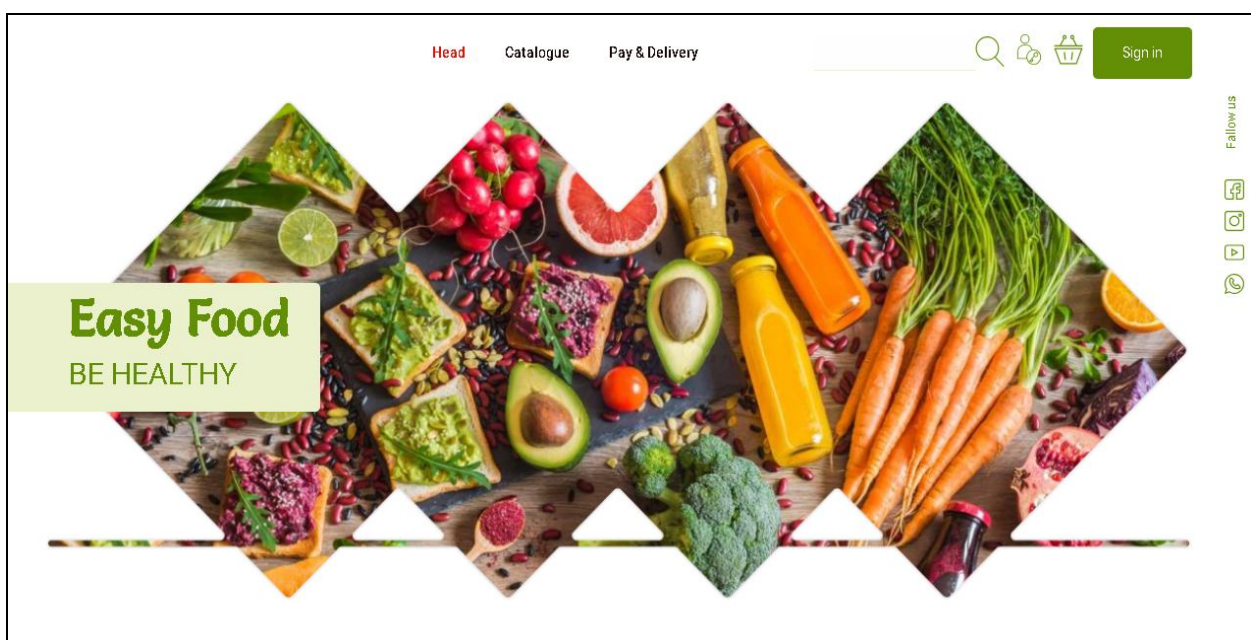 Head
Catalogue
Pay & Delivery
Sign in
Fallow us
Easy Food
BE HEALTHY